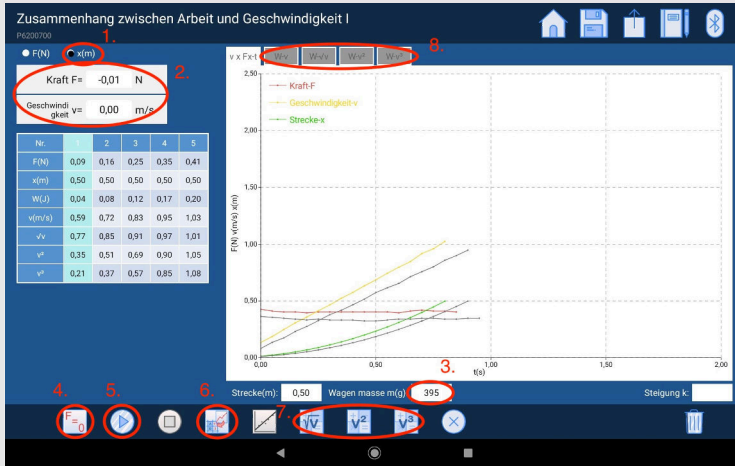 Zusammenhang zwischen Arbeit und Geschwindigkeit I
P6200700
1.
F(N) x(m)
2.
Kraft F= -0,01 N
Geschwindi
gkeit v= 0,00 m/s
Nr. 1 2 3 4 5
F(N) 0,09 0,16 0,25 0,35 0,41
x(m) 0,50 0,50 0,50 0,50 0,50
W(J) 0,04 0,08 0,12 0,17 0,20
v(m/s) 0,59 0,72 0,83 0,95 1,03
√v 0,77 0,85 0,91 0,97 1,01
v² 0,35 0,51 0,69 0,90 1,05
v³ 0,21 0,37 0,57 0,85 1,08
8.
v x Fx-t W-v W-√v W-v² W-v³
2,50
Kraft-F
Geschwindigkeit-v
Strecke-x
2,00
1,50
F(N) v(m/s) x(m)
1,00
0,50
0,00
0,00 0,50 1,00 1,50 2,00
t(s)
3.
Strecke(m): 0,50 Wagen masse m(g) 395 Steigung k:
4. 5. 6. 7.
F=0 √V V² V³